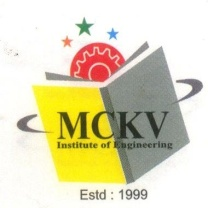 MCKV
Institute of Engineering
Estd : 1999